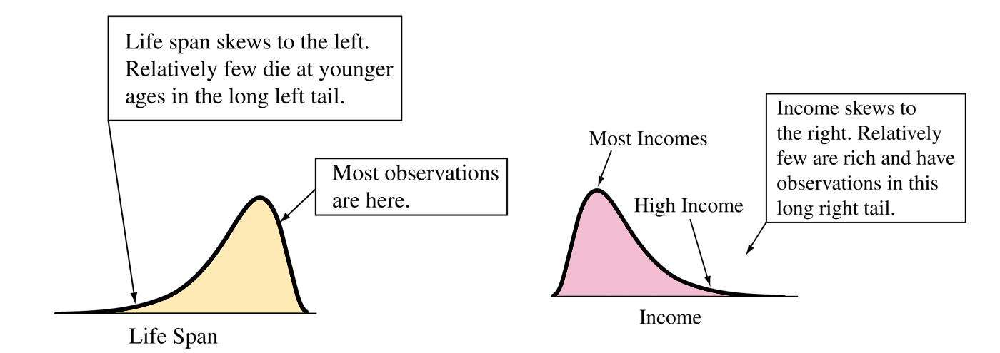 Life span skews to the left.
Relatively few die at younger
ages in the long left tail.
Most observations
are here.
Life Span
Most Incomes
High Income
Income skews to
the right. Relatively
few are rich and have
observations in this
long right tail.
Income